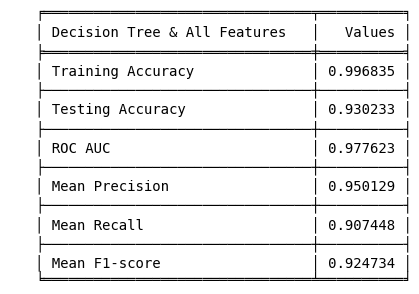 Decision Tree & All Features Values
Training Accuracy 0.996835
Testing Accuracy 0.930233
ROC AUC 0.977623
Mean Precision 0.950129
Mean Recall 0.907448
Mean F1-score 0.924734